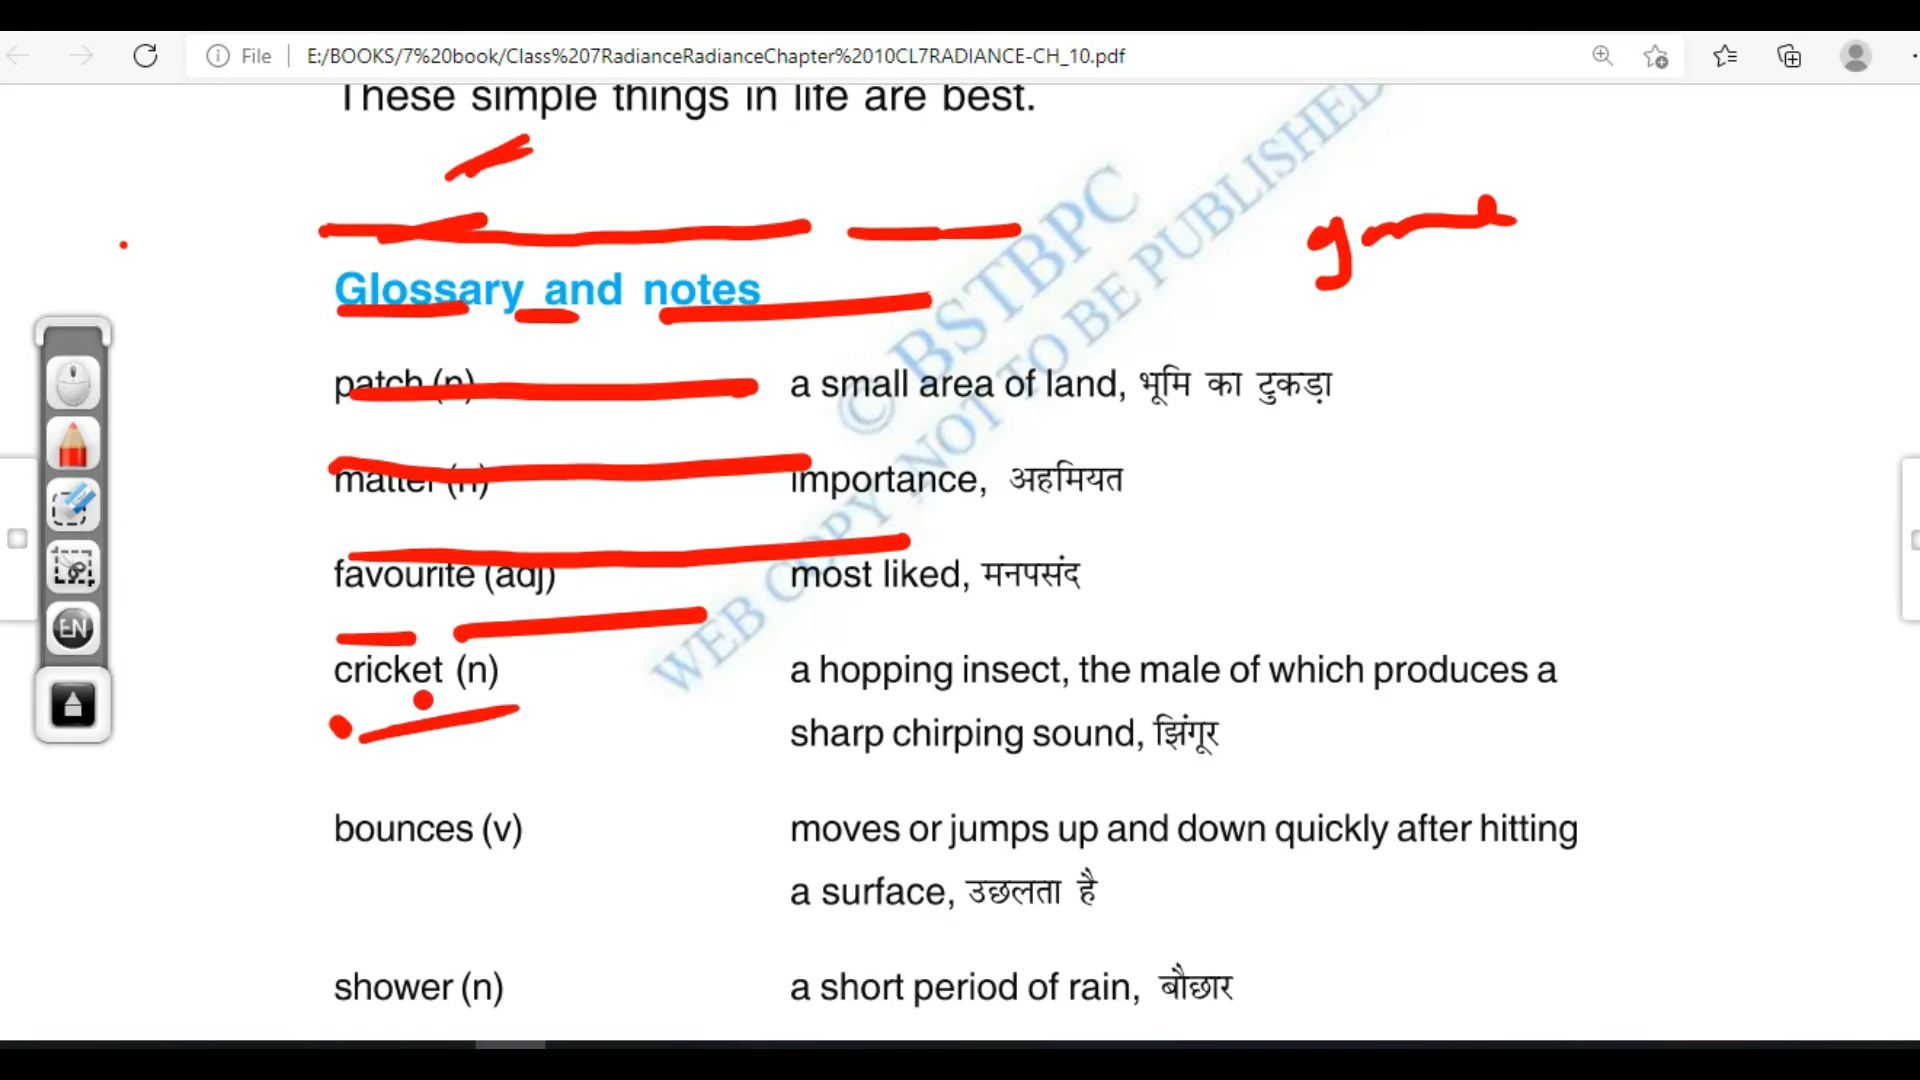 File E:/BOOKS/7%20book/Class%207RadianceRadianceChapter%2010CL7RADIANCE-CH_10.pdf
These simple things in life are best.
Glossary and notes
patch (n) a small area of land, भूमि का टुकड़ा
matter (n) importance, अहमियत
favourite (adj) most liked, मनपसंद
cricket (n) a hopping insect, the male of which produces a
sharp chirping sound, झिंगूर
bounces (v) moves or jumps up and down quickly after hitting
a surface, उछलता है
shower (n) a short period of rain, बौछार
© BSTBPC
WEB COPY NOT TO BE PUBLISHED
EN